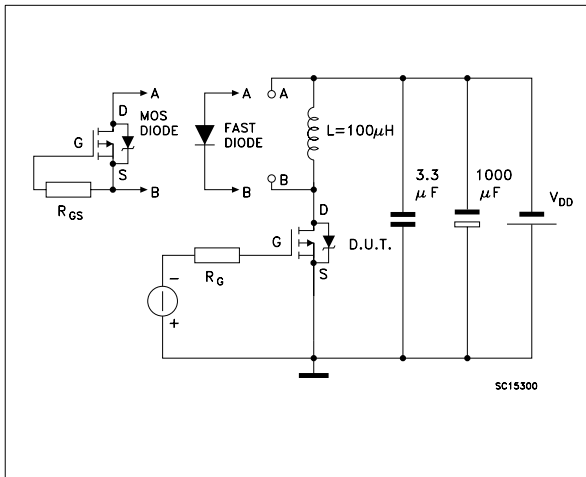 A
A
A
D
MOS
DIODE
FAST
DIODE
G
L=100µH
S
B
B
B
3.3
µF
1000
µF
V_DD
R_GS
D
G
D.U.T.
R_G
S
-
+
SC15300